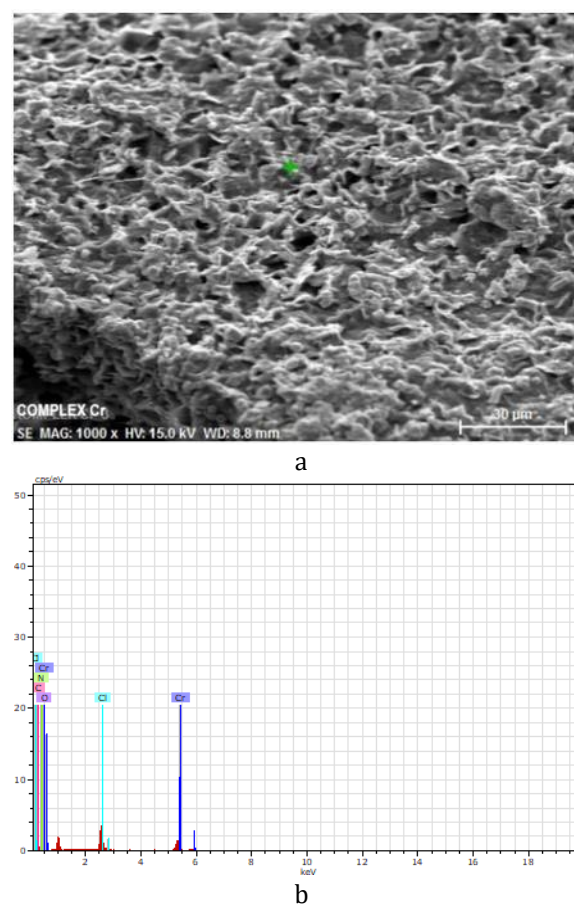 COMPLEX Cr
30 µm
SE MAG: 1000 x HV: 15.0 kV WD: 8.8 mm
a
cps/eV
50
40
30
Cr
N
C
O
Cl
Cr
20
10
0
2 4 6 8 10 12 14 16 18
keV
b